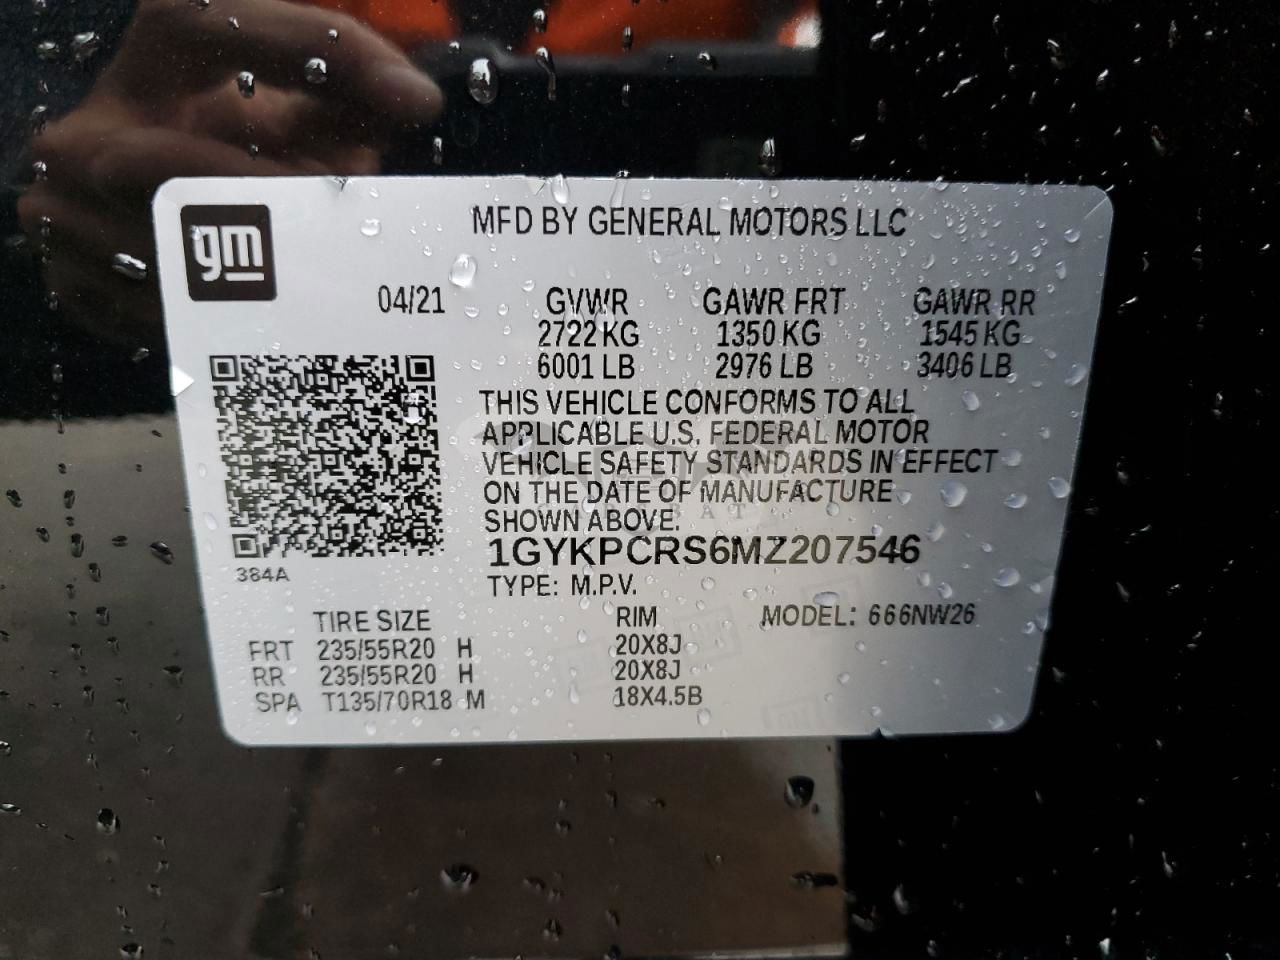 gm
MFD BY GENERAL MOTORS LLC
04/21 GVWR GAWR FRT GAWR RR
2722 KG 1350 KG 1545 KG
6001 LB 2976 LB 3406 LB
THIS VEHICLE CONFORMS TO ALL
APPLICABLE U.S. FEDERAL MOTOR
VEHICLE SAFETY STANDARDS IN EFFECT
ON THE DATE OF MANUFACTURE
SHOWN ABOVE.
1GYKPCRS6MZ207546
384A
TYPE: M.P.V.
TIRE SIZE RIM MODEL: 666NW26
FRT 235/55R20 H 20X8J
RR 235/55R20 H 20X8J
SPA T135/70R18 M 18X4.5B